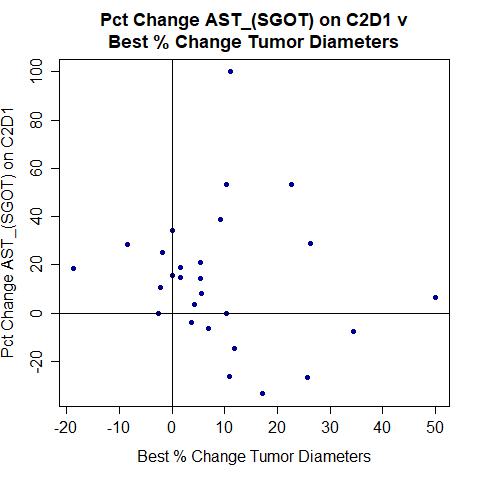 Pct Change AST_(SGOT) on C2D1 v
Best % Change Tumor Diameters
Pct Change AST_(SGOT) on C2D1
100
80
60
40
20
0
-20
-20 -10 0 10 20 30 40 50
Best % Change Tumor Diameters